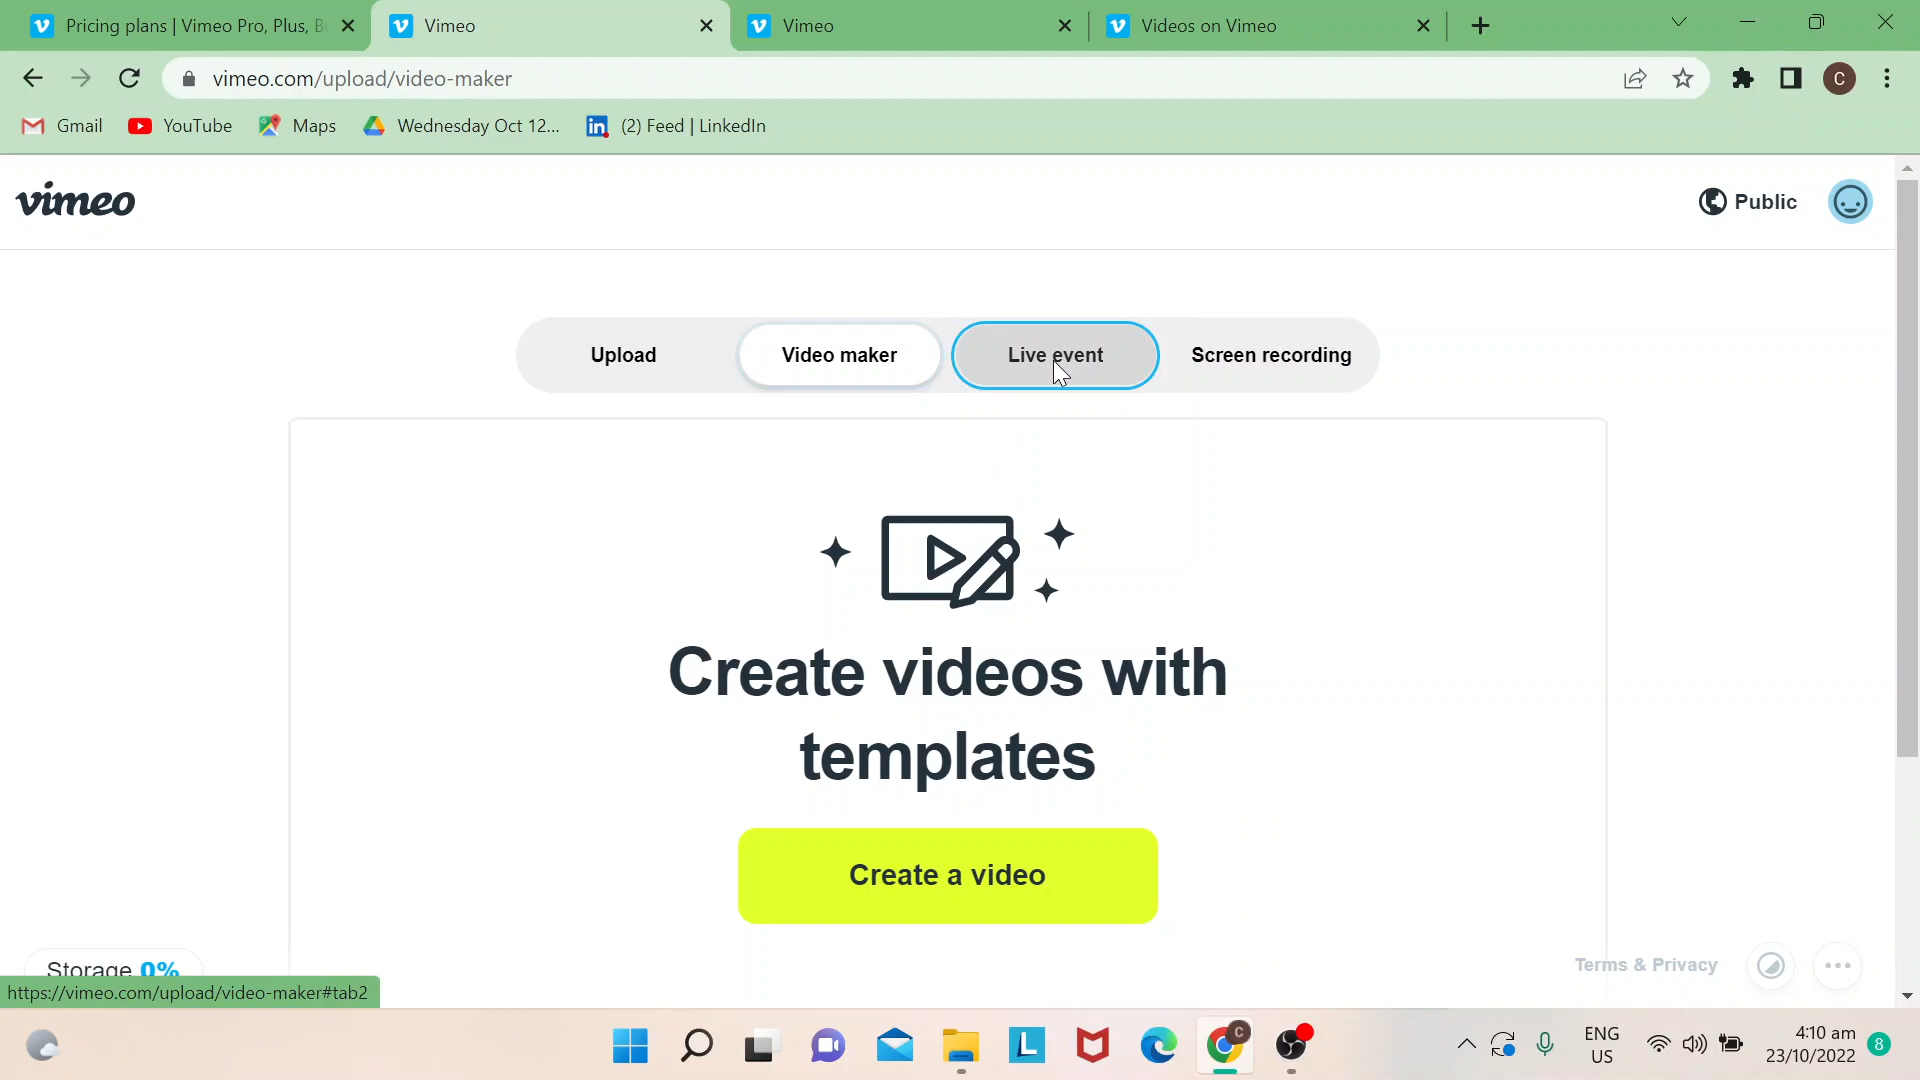 Pricing plans | Vimeo Pro, Plus, Bu
Vimeo
Vimeo
Videos on Vimeo
vimeo.com/upload/video-maker
C
Gmail
YouTube
Maps
Wednesday Oct 12...
(2) Feed | LinkedIn
vimeo
Public
Upload
Video maker
Live event
Screen recording
Create videos with
templates
Create a video
Storage 0%
Terms & Privacy
https://vimeo.com/upload/video-maker#tab2
ENG
US
4:10 am
23/10/2022
8